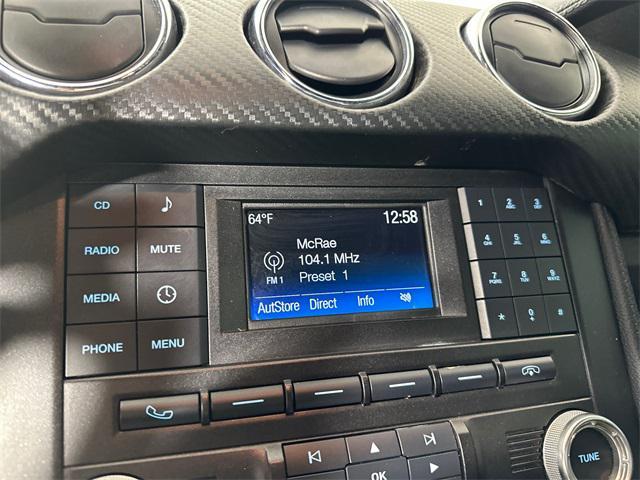 CD
RADIO
MUTE
MEDIA
PHONE
MENU
64°F
12:58
McRae
104.1 MHz
FM 1
Preset 1
AutStore Direct Info
1
2 ABC
3 DEF
4 GHI
5 JKL
6 MNO
7 PQRS
8 TUV
9 WXYZ
*
0 +
#
OK
TUNE